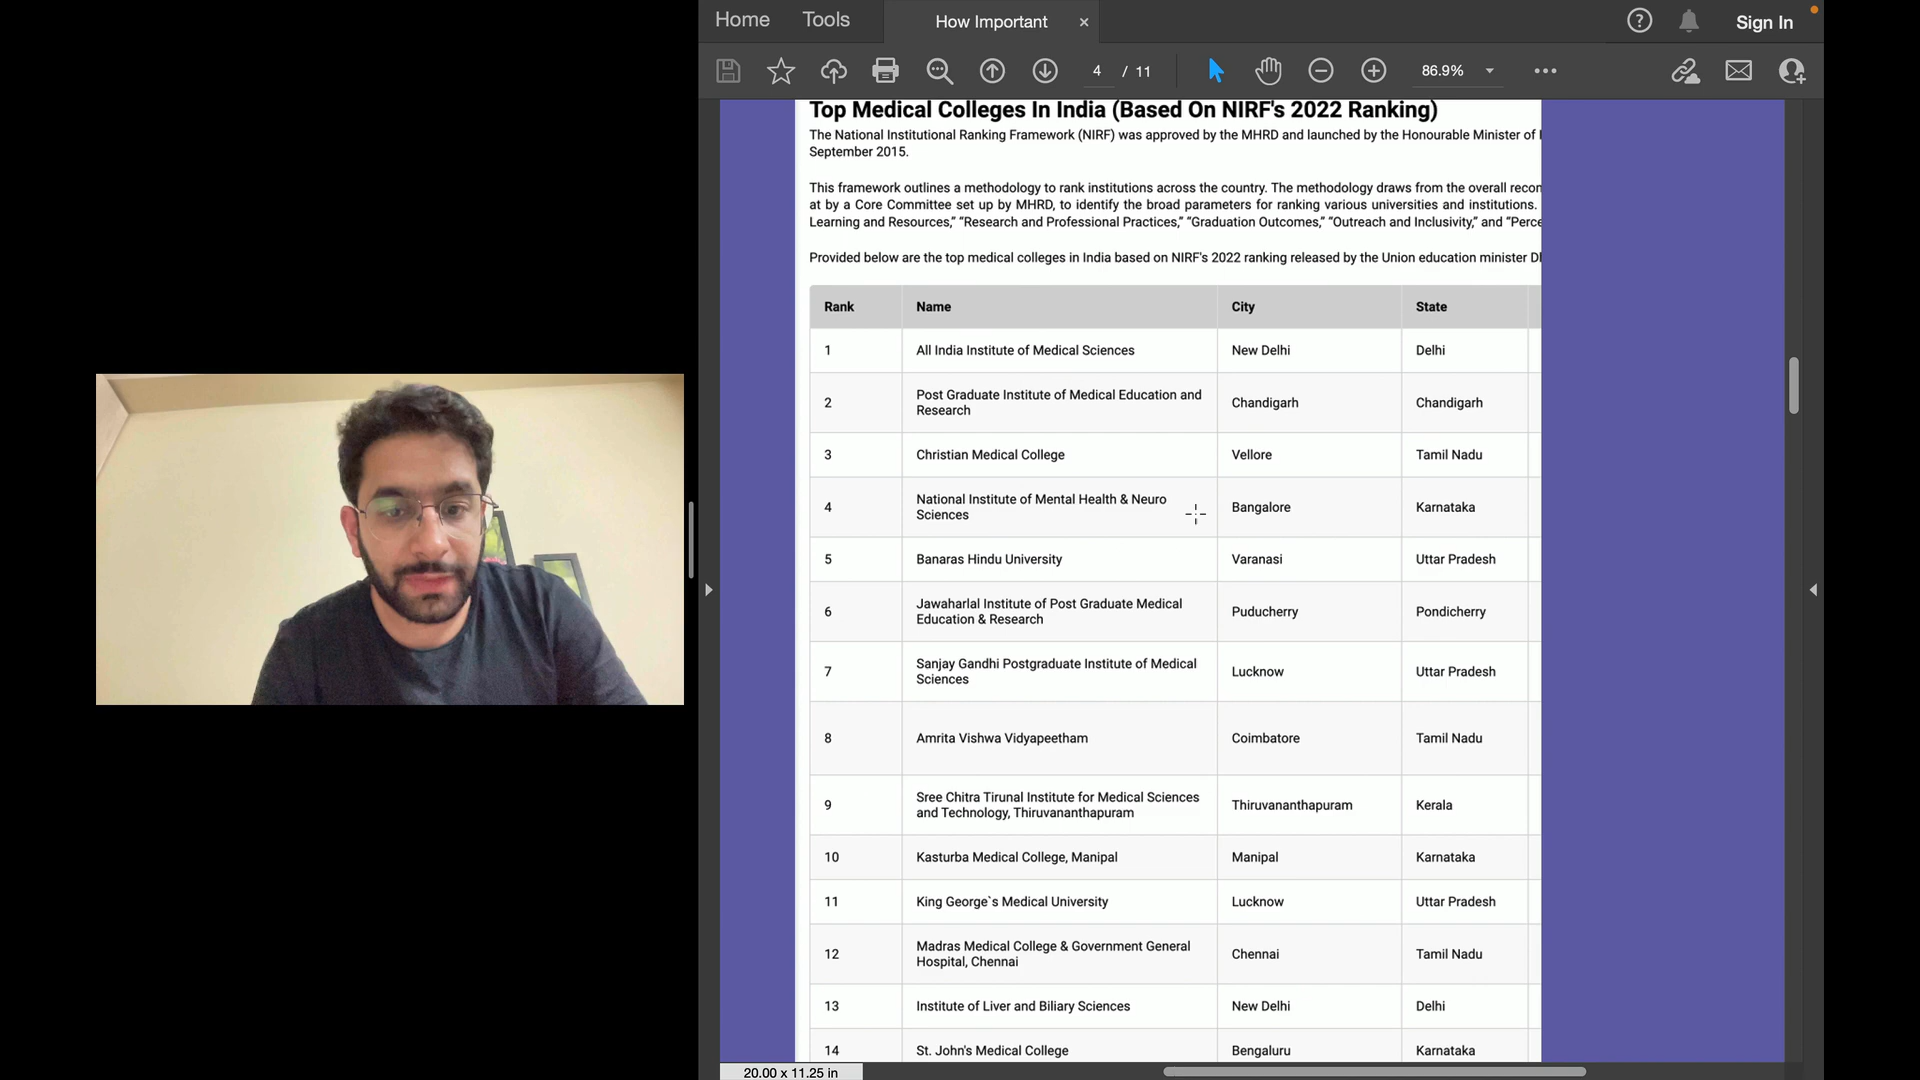 Home Tools How Important × Sign In
4 / 11 86.9%
Top Medical Colleges In India (Based On NIRF's 2022 Ranking)
The National Institutional Ranking Framework (NIRF) was approved by the MHRD and launched by the Honourable Minister of
September 2015.
This framework outlines a methodology to rank institutions across the country. The methodology draws from the overall
at by a Core Committee set up by MHRD, to identify the broad parameters for ranking various universities and institutions.
Learning and Resources,” “Research and Professional Practices,” “Graduation Outcomes,” “Outreach and Inclusivity,” and
Provided below are the top medical colleges in India based on NIRF's 2022 ranking released by the Union education minister
Rank Name City State
1 All India Institute of Medical Sciences New Delhi Delhi
2 Post Graduate Institute of Medical Education and
Research Chandigarh Chandigarh
3 Christian Medical College Vellore Tamil Nadu
4 National Institute of Mental Health & Neuro
Sciences Bangalore Karnataka
5 Banaras Hindu University Varanasi Uttar Pradesh
6 Jawaharlal Institute of Post Graduate Medical
Education & Research Puducherry Pondicherry
7 Sanjay Gandhi Postgraduate Institute of Medical
Sciences Lucknow Uttar Pradesh
8 Amrita Vishwa Vidyapeetham Coimbatore Tamil Nadu
9 Sree Chitra Tirunal Institute for Medical Sciences
and Technology, Thiruvananthapuram Thiruvananthapuram Kerala
10 Kasturba Medical College, Manipal Manipal Karnataka
11 King George`s Medical University Lucknow Uttar Pradesh
12 Madras Medical College & Government General
Hospital, Chennai Chennai Tamil Nadu
13 Institute of Liver and Biliary Sciences New Delhi Delhi
14 St. John's Medical College Bengaluru Karnataka
20.00 x 11.25 in